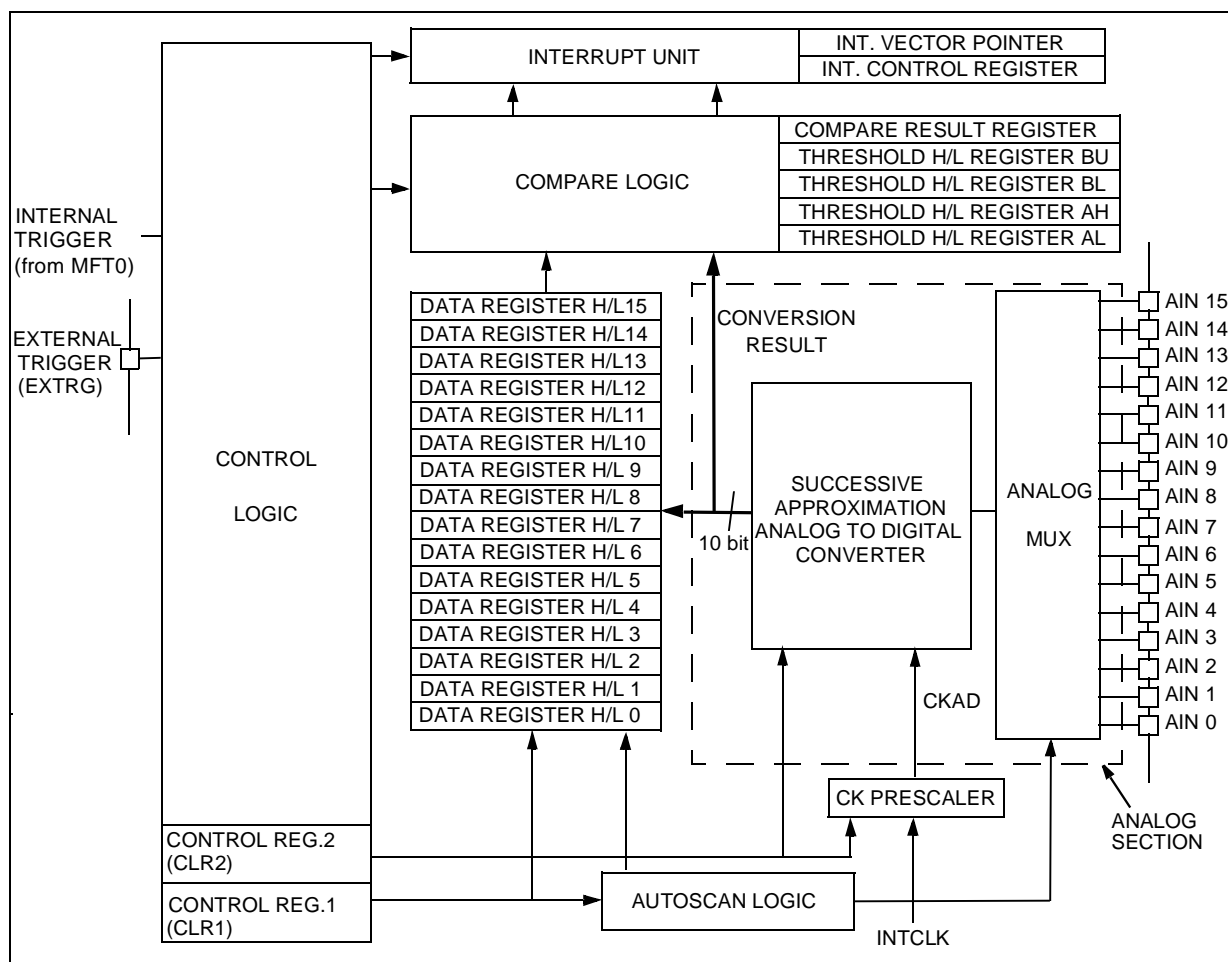 INTERRUPT UNIT
INT. VECTOR POINTER
INT. CONTROL REGISTER
COMPARE LOGIC
COMPARE RESULT REGISTER
THRESHOLD H/L REGISTER BU
THRESHOLD H/L REGISTER BL
THRESHOLD H/L REGISTER AH
THRESHOLD H/L REGISTER AL
INTERNAL
TRIGGER
(from MFT0)
EXTERNAL
TRIGGER
(EXTRG)
CONTROL
LOGIC
DATA REGISTER H/L15
DATA REGISTER H/L14
DATA REGISTER H/L13
DATA REGISTER H/L12
DATA REGISTER H/L11
DATA REGISTER H/L10
DATA REGISTER H/L 9
DATA REGISTER H/L 8
DATA REGISTER H/L 7
DATA REGISTER H/L 6
DATA REGISTER H/L 5
DATA REGISTER H/L 4
DATA REGISTER H/L 3
DATA REGISTER H/L 2
DATA REGISTER H/L 1
DATA REGISTER H/L 0
CONVERSION
RESULT
10 bit
SUCCESSIVE
APPROXIMATION
ANALOG TO DIGITAL
CONVERTER
ANALOG
MUX
AIN 15
AIN 14
AIN 13
AIN 12
AIN 11
AIN 10
AIN 9
AIN 8
AIN 7
AIN 6
AIN 5
AIN 4
AIN 3
AIN 2
AIN 1
AIN 0
CKAD
CK PRESCALER
ANALOG
SECTION
CONTROL REG.2
(CLR2)
CONTROL REG.1
(CLR1)
AUTOSCAN LOGIC
INTCLK